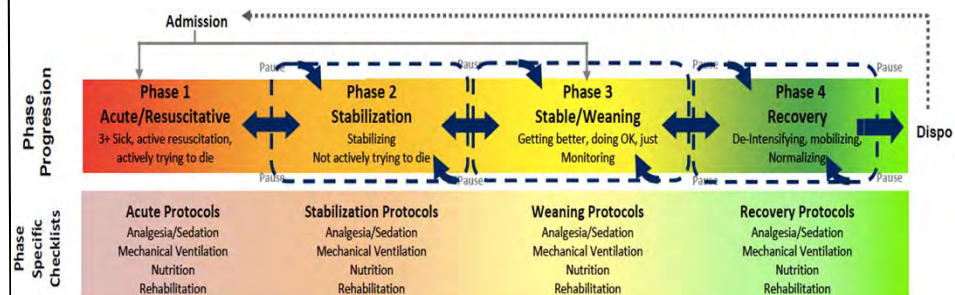 Admission
Pause
Pause
Pause
Pause
Phase
Progression
Phase 1
Acute/Resuscitative
3+ Sick, active resuscitation,
actively trying to die
Phase 2
Stabilization
Stabilizing
Not actively trying to die
Phase 3
Stable/Weaning
Getting better, doing OK, just
Monitoring
Phase 4
Recovery
De-Intensifying, mobilizing,
Normalizing
Dispo
Pause
Pause
Pause
Pause
Phase
Specific
Checklists
Acute Protocols
Analgesia/Sedation
Mechanical Ventilation
Nutrition
Rehabilitation
Stabilization Protocols
Analgesia/Sedation
Mechanical Ventilation
Nutrition
Rehabilitation
Weaning Protocols
Analgesia/Sedation
Mechanical Ventilation
Nutrition
Rehabilitation
Recovery Protocols
Analgesia/Sedation
Mechanical Ventilation
Nutrition
Rehabilitation